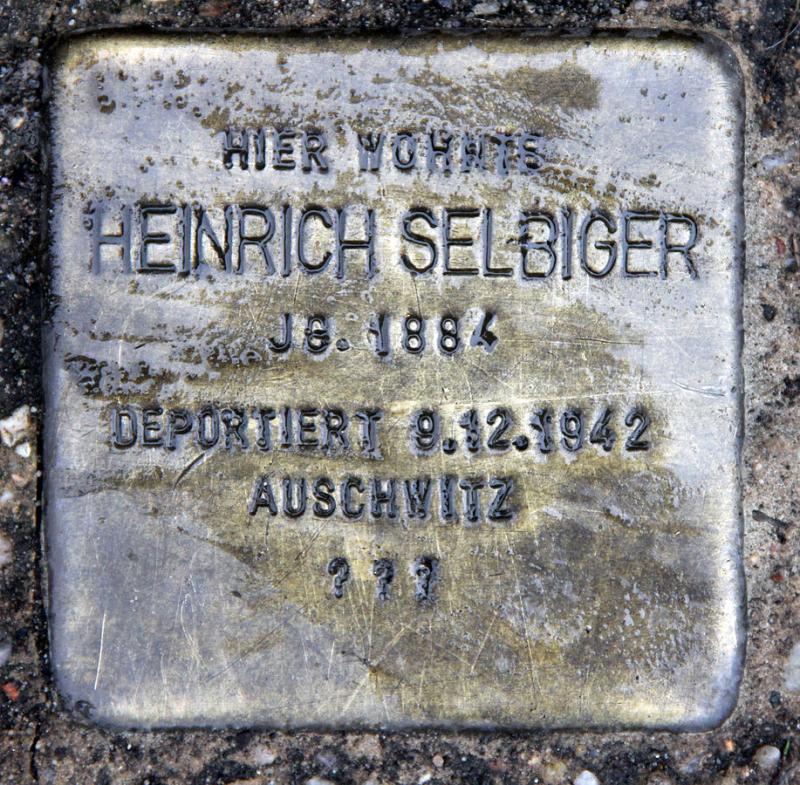 HIER WOHNTE
HEINRICH SELBIGER
JG. 1884
DEPORTIERT 9.12.1942
AUSCHWITZ
? ? ?